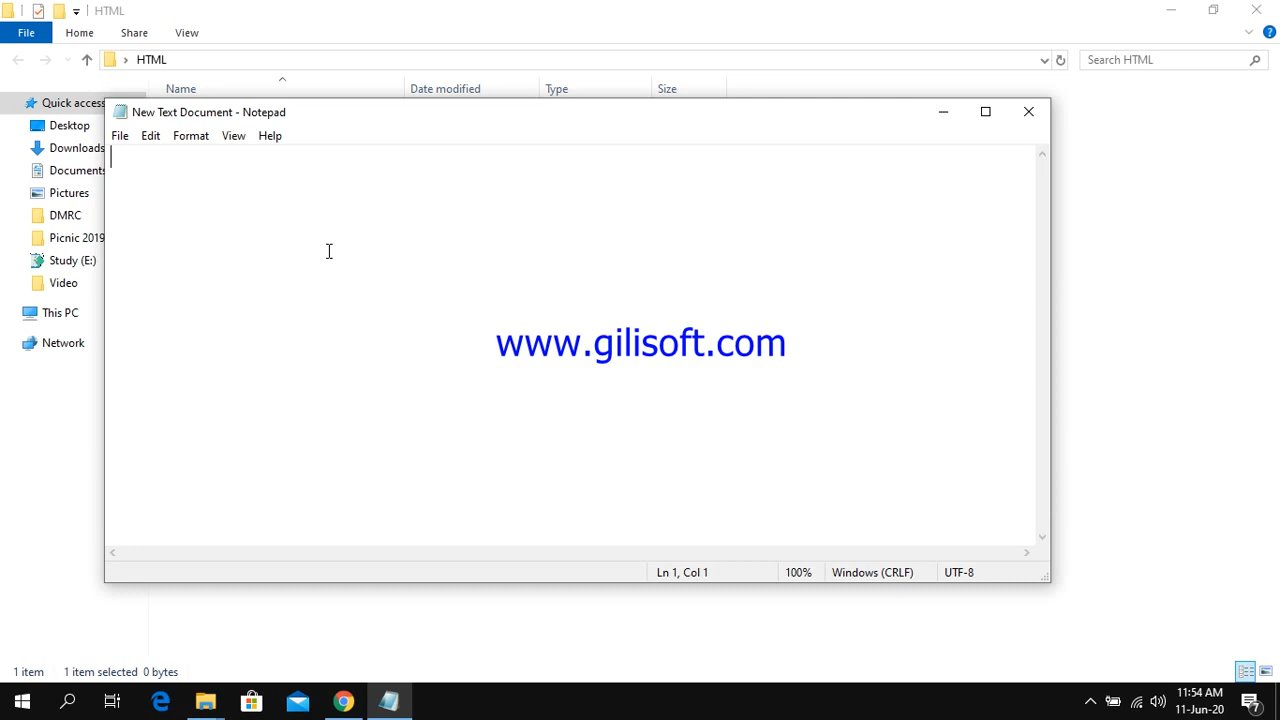 HTML
File Home Share View
HTML Search HTML
Name Date modified Type Size
Quick access
Desktop
Downloads
Documents
Pictures
DMRC
Picnic 2019
Study (E:)
Video
This PC
Network
New Text Document - Notepad
File Edit Format View Help
www.gilisoft.com
Ln 1, Col 1 100% Windows (CRLF) UTF-8
1 item 1 item selected 0 bytes
11:54 AM
11-Jun-20
7